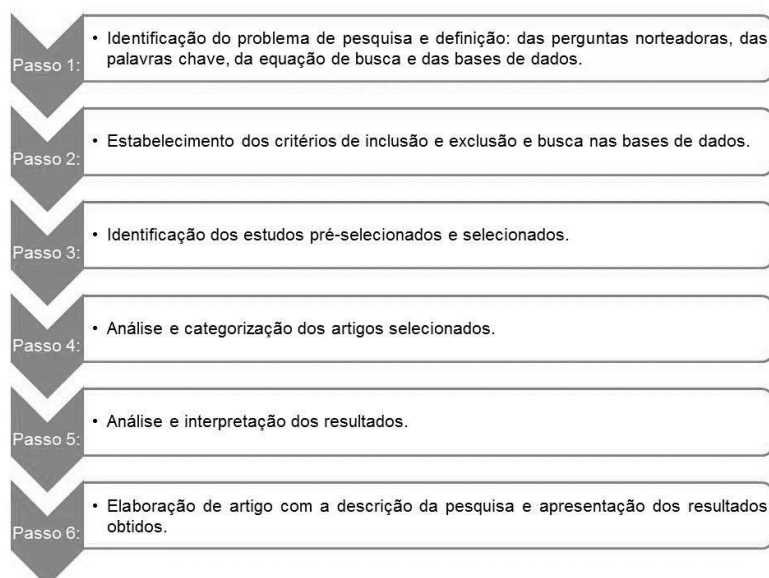 Passo 1:
• Identificação do problema de pesquisa e definição: das perguntas norteadoras, das
palavras chave, da equação de busca e das bases de dados.
Passo 2:
• Estabelecimento dos critérios de inclusão e exclusão e busca nas bases de dados.
Passo 3:
• Identificação dos estudos pré-selecionados e selecionados.
Passo 4:
• Análise e categorização dos artigos selecionados.
Passo 5:
• Análise e interpretação dos resultados.
Passo 6:
• Elaboração de artigo com a descrição da pesquisa e apresentação dos resultados
obtidos.